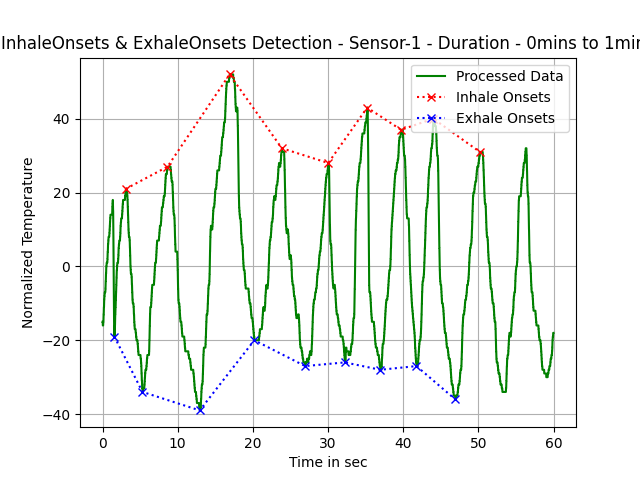 InhaleOnsets & ExhaleOnsets Detection - Sensor-1 - Duration - 0mins to 1min
Processed Data
Inhale Onsets
Exhale Onsets
40
20
0
−20
−40
Normalized Temperature
0 10 20 30 40 50 60
Time in sec